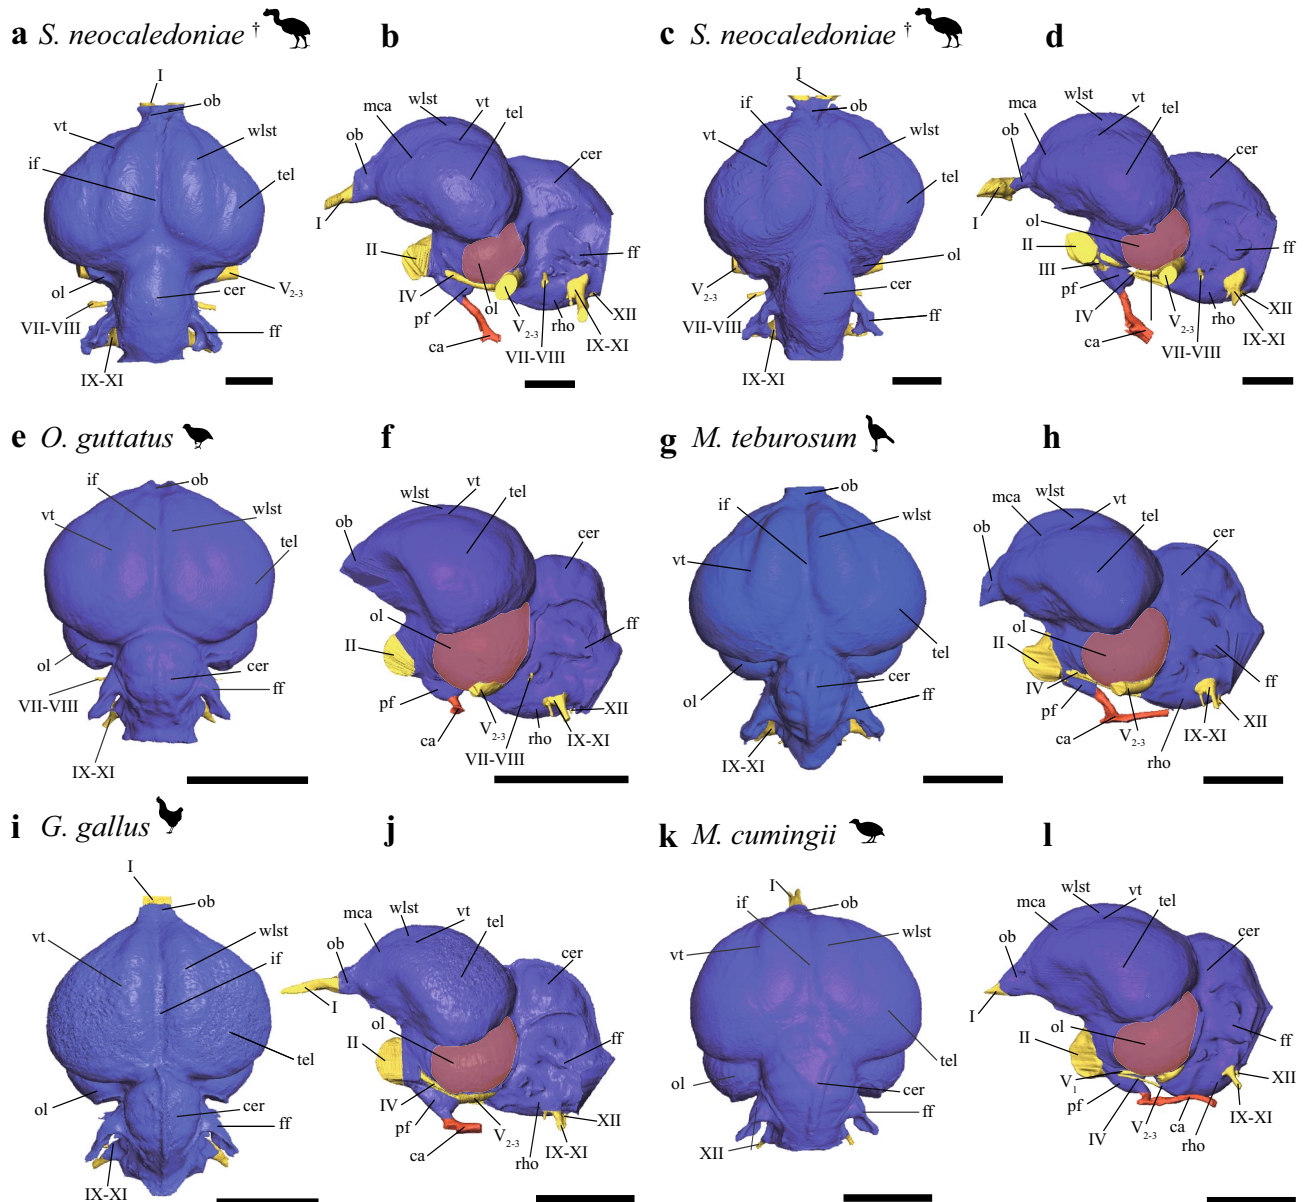 a S. neocaledoniae †
b
c S. neocaledoniae †
d
I
ob
vt
if
wlst
tel
ol
cer
V2-3
VII-VIII
ff
IX-XI
mca
wlst
vt
tel
ob
cer
I
II
ff
IV
pf
ol
V2-3
rho
XII
ca
VII-VIII
IX-XI
I
ob
if
vt
wlst
tel
ol
V2-3
cer
VII-VIII
ff
IX-XI
wlst
vt
mca
tel
ob
cer
I
ol
II
ff
III
pf
IV
V2-3
rho
XII
ca
VII-VIII
IX-XI
e O. guttatus
f
g M. teburosum
h
ob
if
vt
wlst
tel
ol
cer
VII-VIII
ff
IX-XI
wlst
vt
tel
ob
cer
ol
II
ff
pf
XII
ca
V2-3
rho
IX-XI
VII-VIII
ob
if
wlst
vt
tel
ol
cer
ff
IX-XI
wlst
vt
tel
cer
ob
ol
II
IV
ff
pf
IX-XI
XII
ca
V2-3
rho
i G. gallus
j
k M. cumingii
l
I
ob
vt
wlst
if
tel
ol
cer
ff
IX-XI
wlst
vt
mca
tel
ob
cer
I
ol
II
ff
IV
pf
XII
V2-3
IX-XI
ca
rho
I
ob
if
wlst
vt
tel
ol
cer
ff
XII
wlst
vt
mca
tel
cer
ob
I
ol
II
ff
V1
XII
pf
IX-XI
IV
V2-3
ca
rho